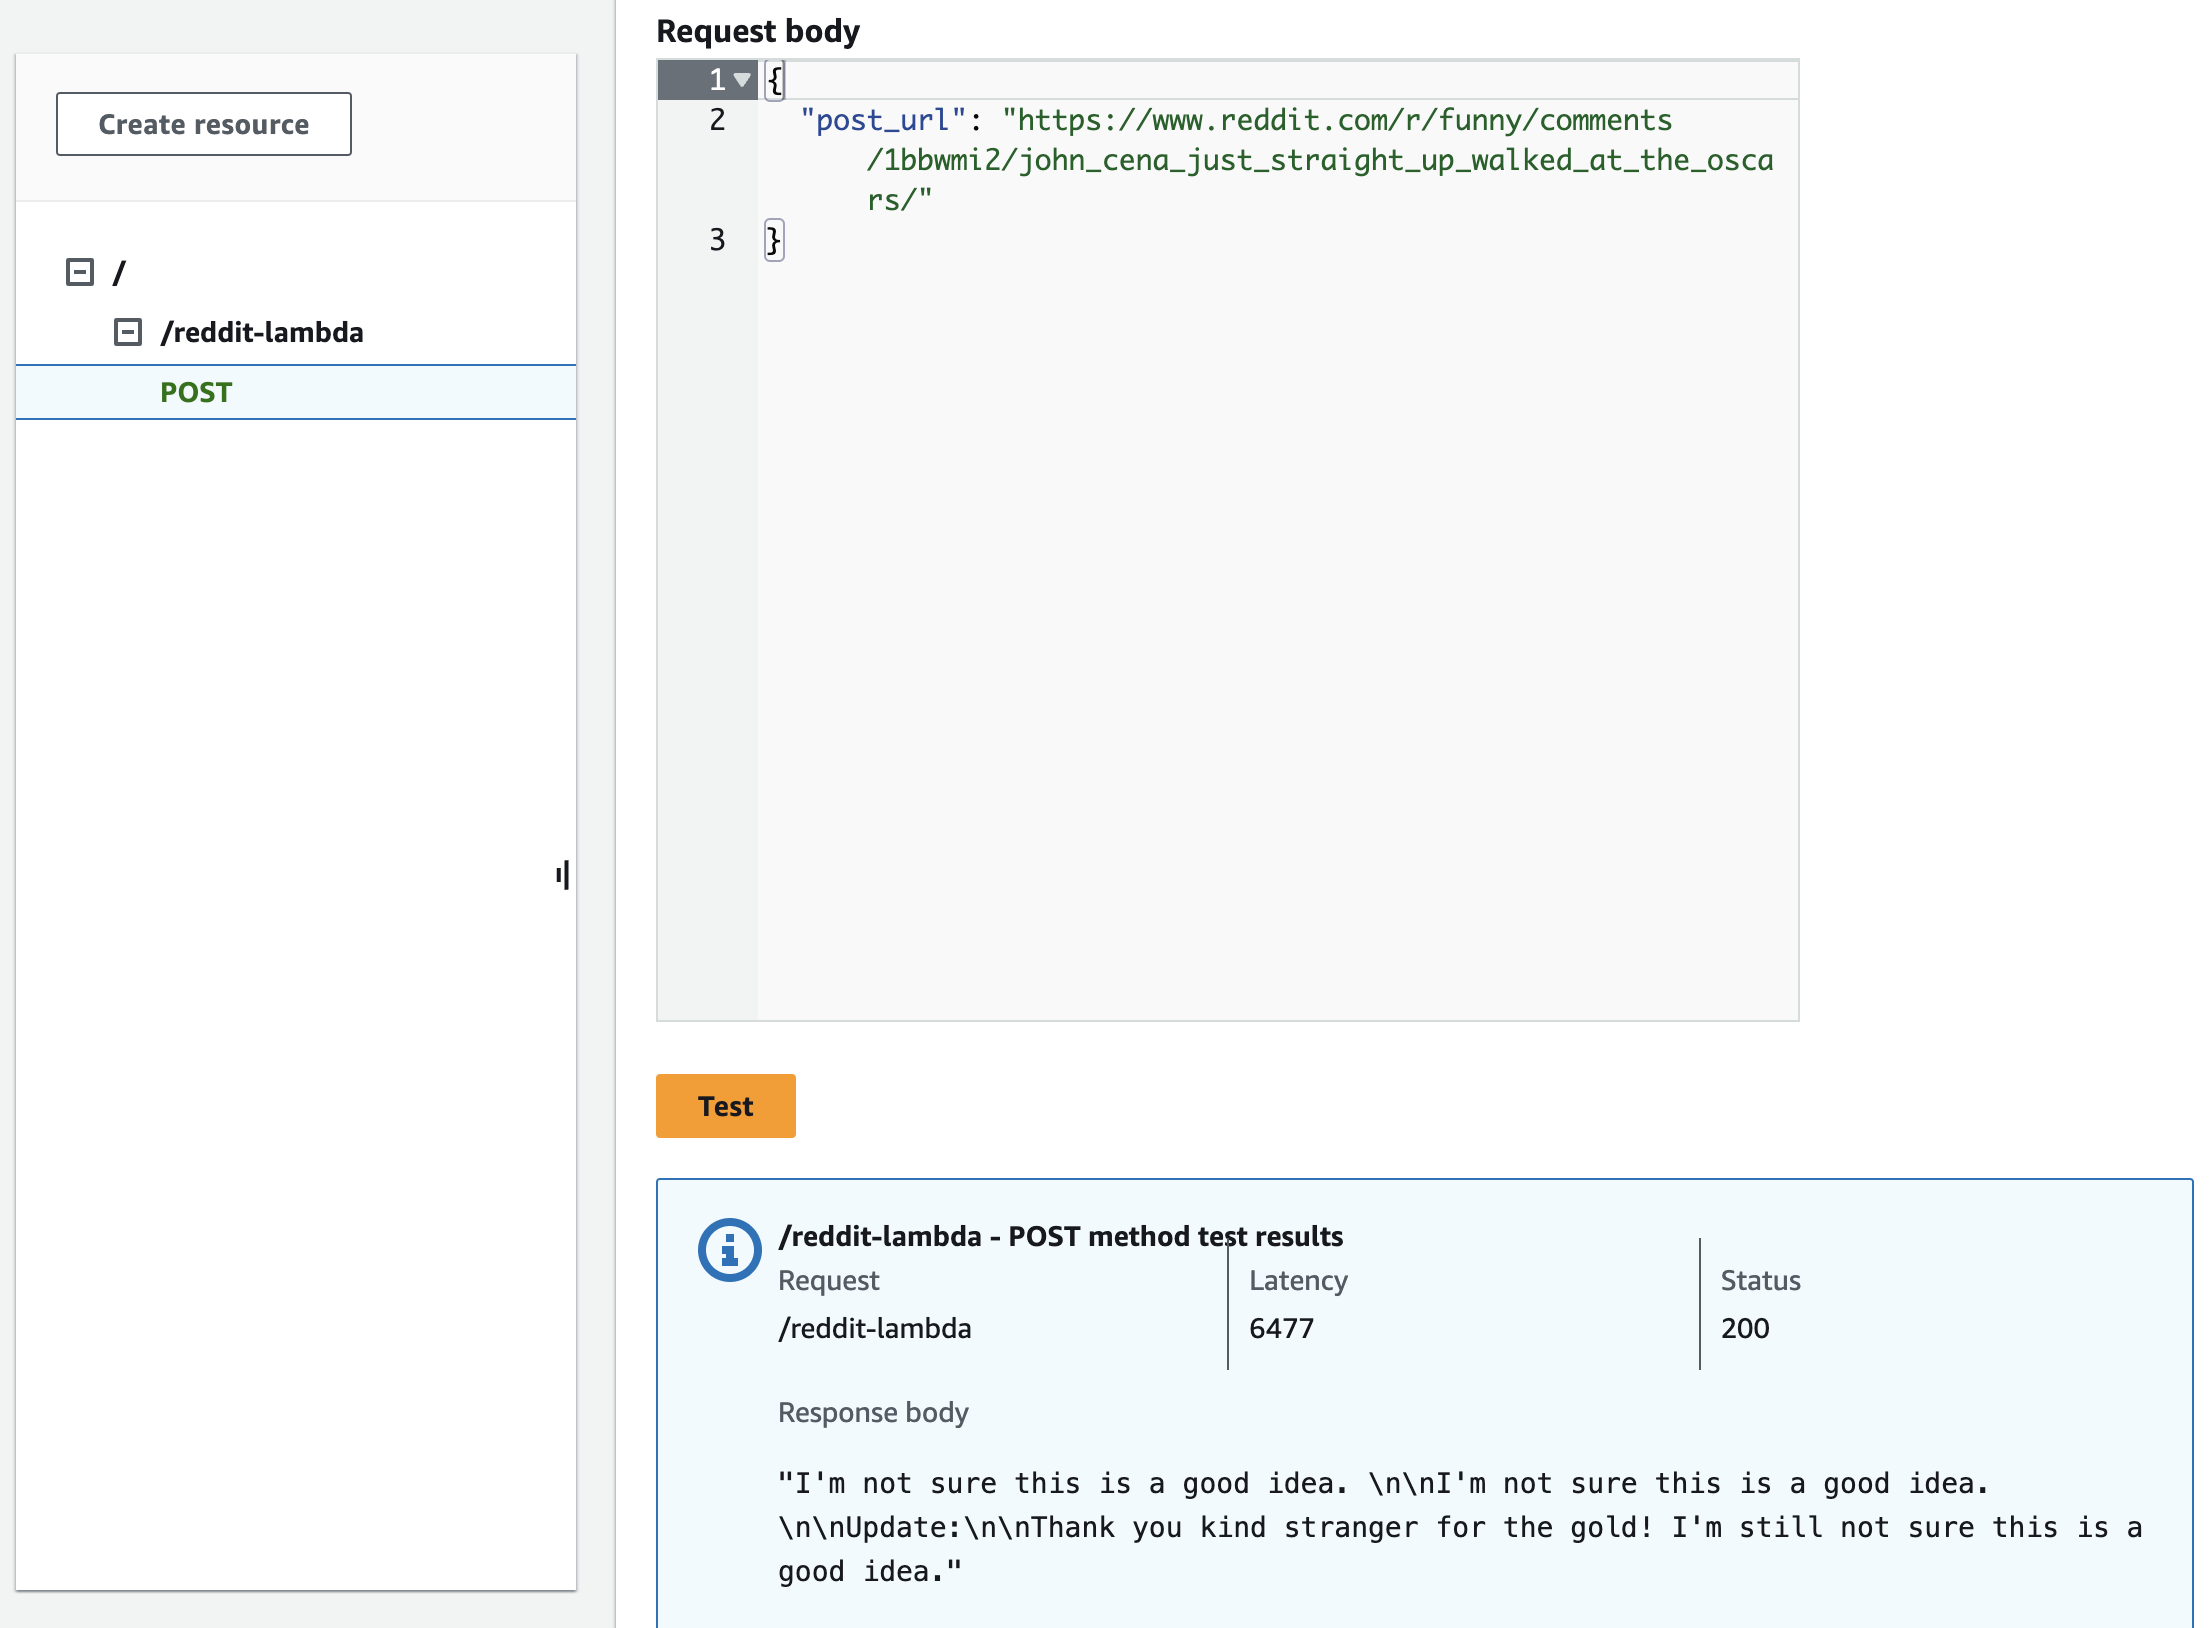 Create resource
/
/reddit-lambda
POST
Request body
1 {
2 "post_url": "https://www.reddit.com/r/funny/comments
/1bbwmi2/john_cena_just_straight_up_walked_at_the_osca
rs/"
3 }
Test
/reddit-lambda - POST method test results
Request Latency Status
/reddit-lambda 6477 200
Response body
"I'm not sure this is a good idea. \n\nI'm not sure this is a good idea.
\n\nUpdate:\n\nThank you kind stranger for the gold! I'm still not sure this is a
good idea."